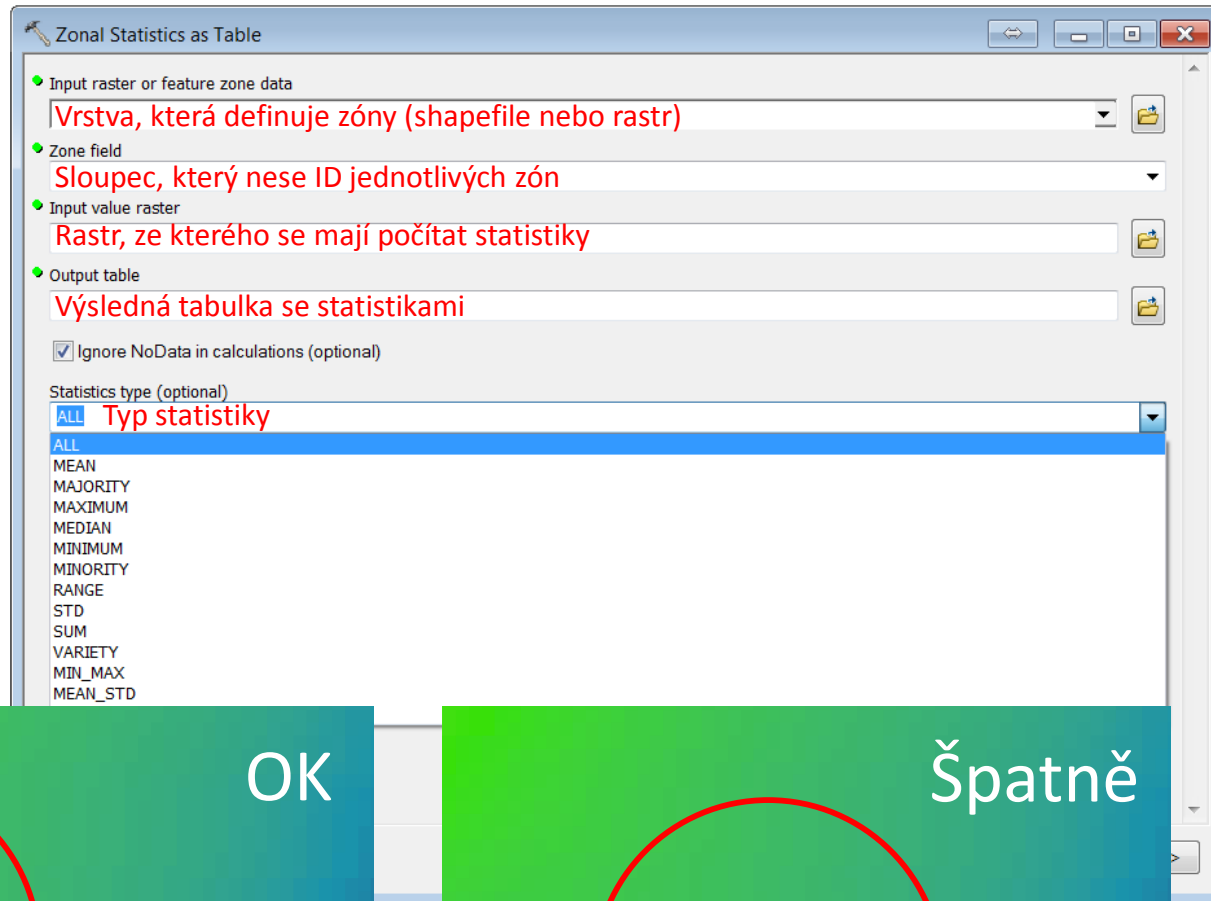 Zonal Statistics as Table
Input raster or feature zone data
Vrstva, která definuje zóny (shapefile nebo rastr)
Zone field
Sloupec, který nese ID jednotlivých zón
Input value raster
Rastr, ze kterého se mají počítat statistiky
Output table
Výsledná tabulka se statistikami
Ignore NoData in calculations (optional)
Statistics type (optional)
ALL Typ statistiky
ALL
MEAN
MAJORITY
MAXIMUM
MEDIAN
MINIMUM
MINORITY
RANGE
STD
SUM
VARIETY
MIN_MAX
MEAN_STD
OK
Špatně
>